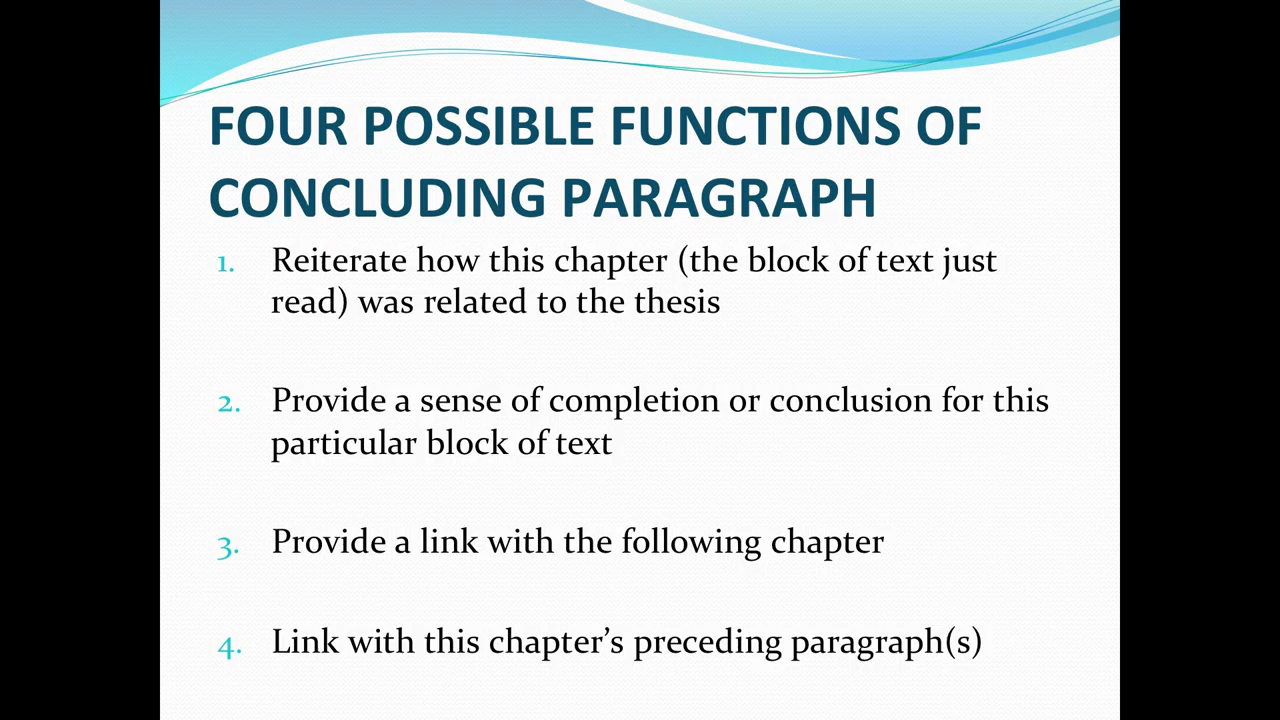 FOUR POSSIBLE FUNCTIONS OF
CONCLUDING PARAGRAPH
1. Reiterate how this chapter (the block of text just
read) was related to the thesis
2. Provide a sense of completion or conclusion for this
particular block of text
3. Provide a link with the following chapter
4. Link with this chapter’s preceding paragraph(s)